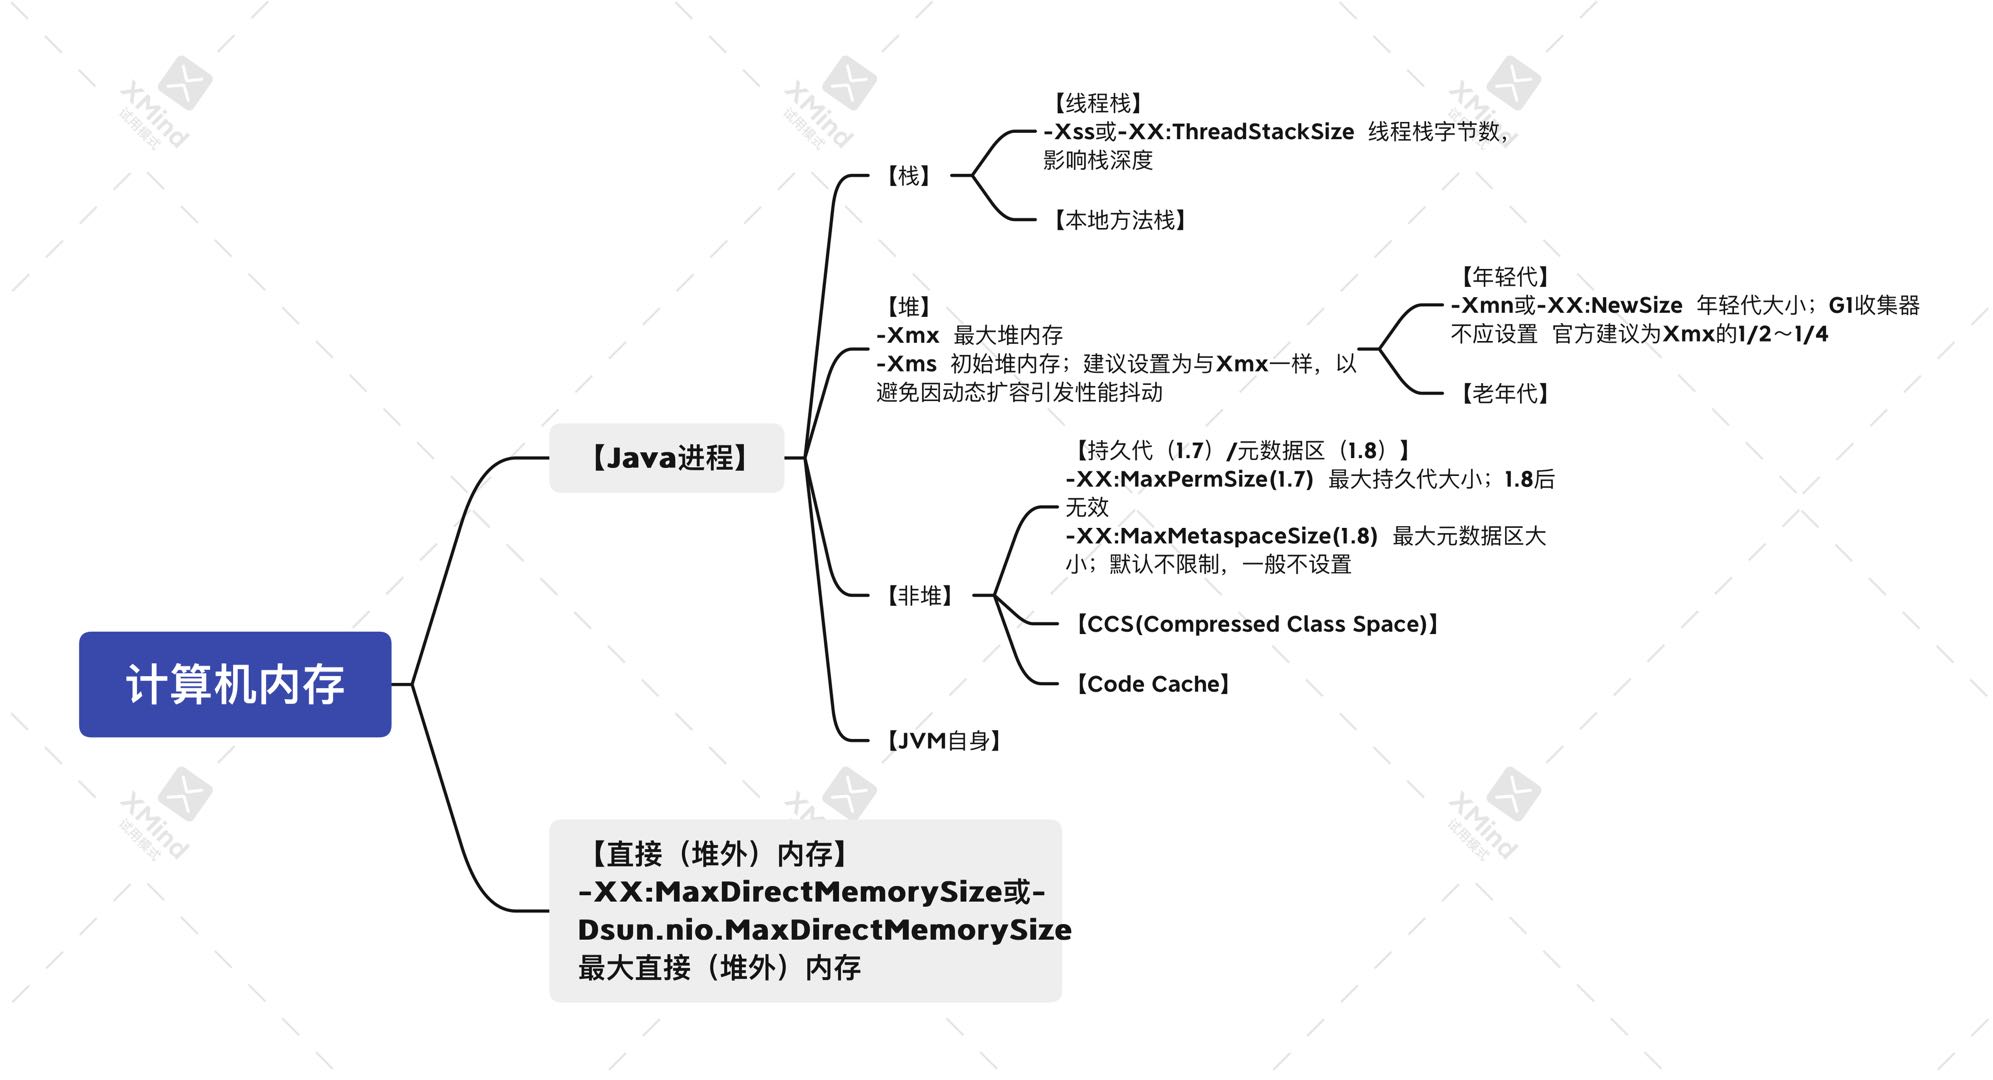 计算机内存
【Java进程】
【栈】
【线程栈】
-Xss或-XX:ThreadStackSize 线程栈字节数，
影响栈深度
【本地方法栈】
【堆】
-Xmx 最大堆内存
-Xms 初始堆内存；建议设置为与Xmx一样，以
避免因动态扩容引发性能抖动
【年轻代】
-Xmn或-XX:NewSize 年轻代大小；G1收集器
不应设置 官方建议为Xmx的1/2～1/4
【老年代】
【非堆】
【持久代（1.7）/元数据区（1.8）】
-XX:MaxPermSize(1.7) 最大持久代大小；1.8后
无效
-XX:MaxMetaspaceSize(1.8) 最大元数据区大
小；默认不限制，一般不设置
【CCS(Compressed Class Space)】
【Code Cache】
【JVM自身】
【直接（堆外）内存】
-XX:MaxDirectMemorySize或-
Dsun.nio.MaxDirectMemorySize
最大直接（堆外）内存
XMind
试用模式
XMind
试用模式
XMind
试用模式
XMind
试用模式
XMind
试用模式
XMind
试用模式